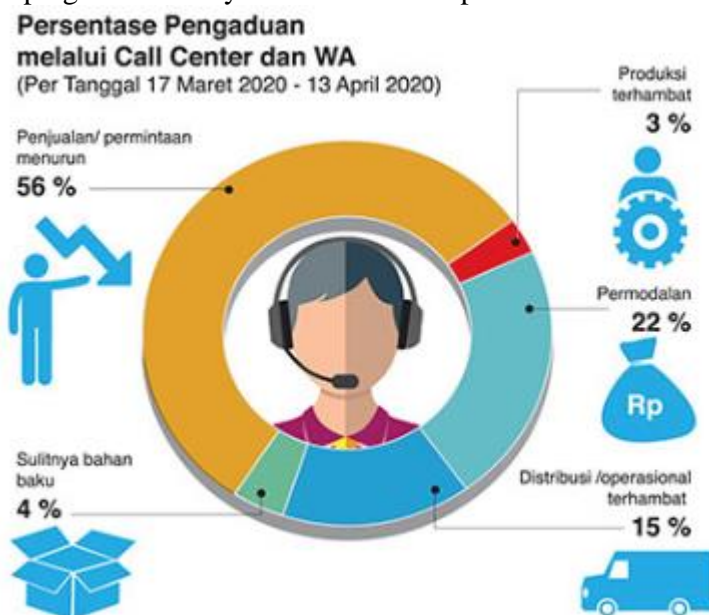 Persentase Pengaduan
melalui Call Center dan WA
(Per Tanggal 17 Maret 2020 - 13 April 2020)
Penjualan/ permintaan
menurun
56 %
Produksi
terhambat
3 %
Permodalan
22 %
Rp
Sulitnya bahan
baku
4 %
Distribusi /operasional
terhambat
15 %